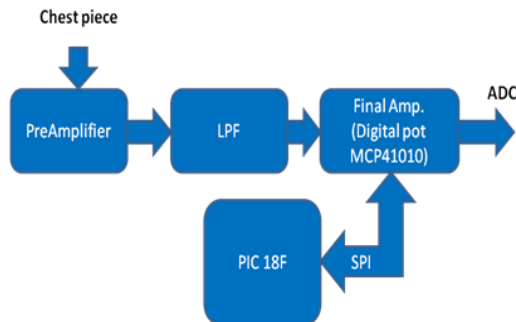 Chest piece
PreAmplifier
LPF
Final Amp.
(Digital pot
MCP41010)
ADC
PIC 18F
SPI